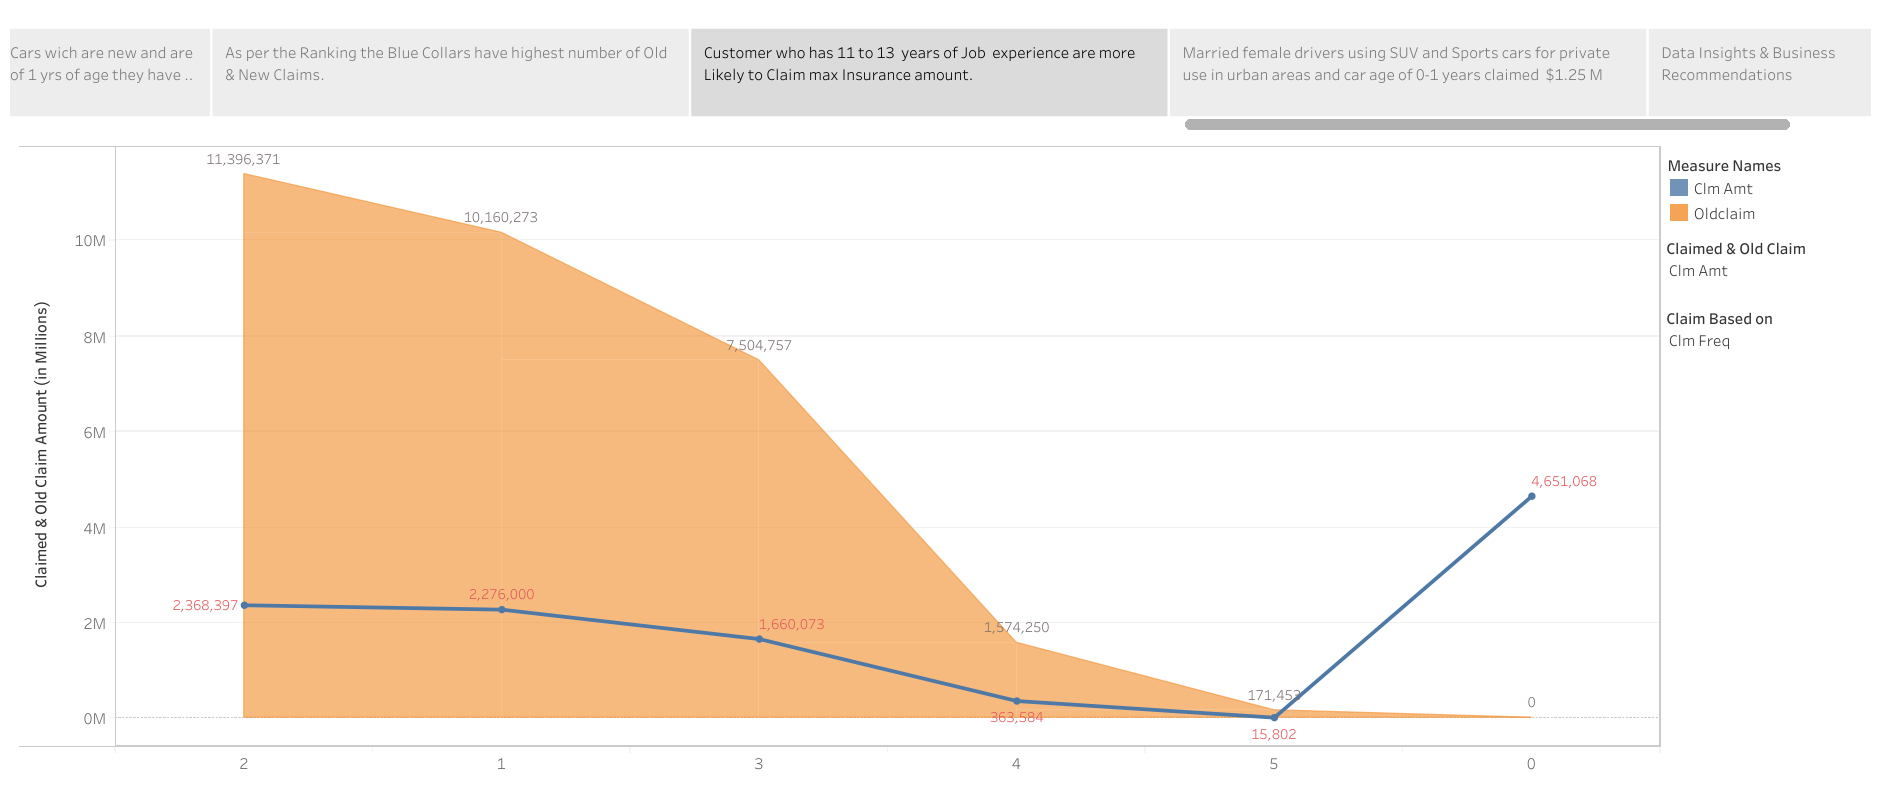 Cars wich are new and are
of 1 yrs of age they have ..
As per the Ranking the Blue Collars have highest number of Old
& New Claims.
Customer who has 11 to 13 years of Job experience are more
Likely to Claim max Insurance amount.
Married female drivers using SUV and Sports cars for private
use in urban areas and car age of 0-1 years claimed $1.25 M
Data Insights & Business
Recommendations
Claimed & Old Claim Amount (in Millions)
10M
8M
6M
4M
2M
0M
11,396,371
10,160,273
7,504,757
1,574,250
171,453
0
2,368,397
2,276,000
1,660,073
363,584
15,802
4,651,068
2
1
3
4
5
0
Measure Names
Clm Amt
Oldclaim
Claimed & Old Claim
Clm Amt
Claim Based on
Clm Freq